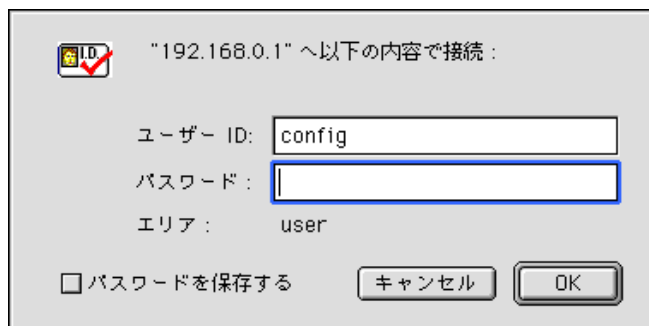 I.D.
"192.168.0.1" へ以下の内容で接続：
ユーザー ID: config
パスワード：
エリア： user
パスワードを保存する キャンセル OK